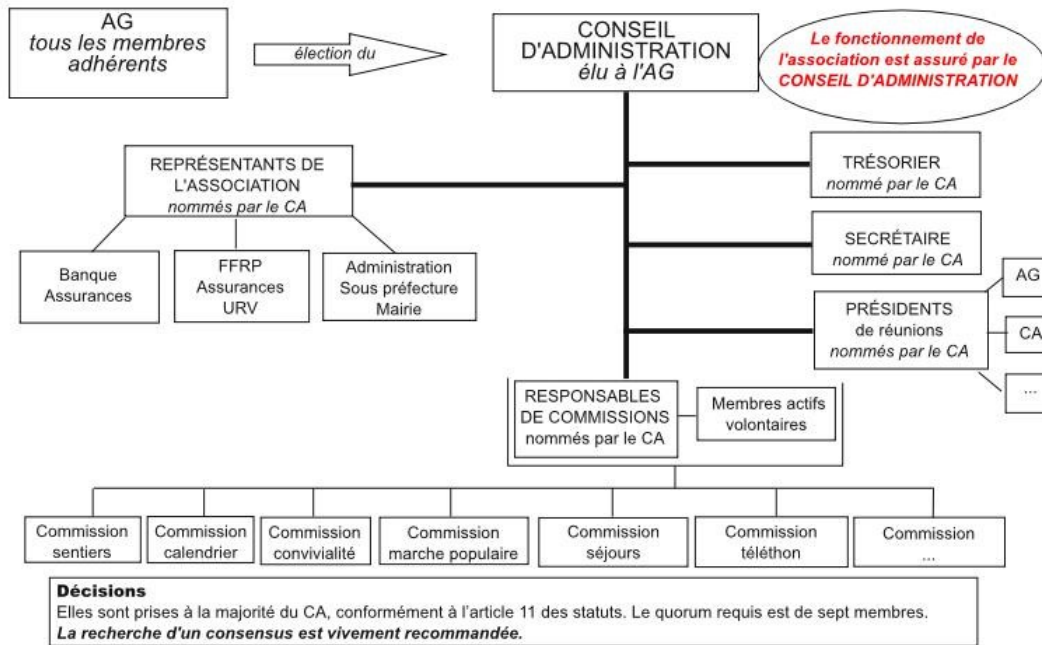 AG
tous les membres
adhérents
élection du
CONSEIL
D'ADMINISTRATION
élu à l'AG
Le fonctionnement de
l'association est assuré par le
CONSEIL D'ADMINISTRATION
REPRÉSENTANTS DE
L'ASSOCIATION
nommés par le CA
Banque
Assurances
FFRP
Assurances
URV
Administration
Sous préfecture
Mairie
TRÉSORIER
nommé par le CA
SECRÉTAIRE
nommé par le CA
PRÉSIDENTS
de réunions
nommés par le CA
AG
CA
...
RESPONSABLES
DE COMMISSIONS
nommés par le CA
Membres actifs
volontaires
Commission
sentiers
Commission
calendrier
Commission
convivialité
Commission
marche populaire
Commission
séjours
Commission
téléthon
Commission
...
Décisions
Elles sont prises à la majorité du CA, conformément à l'article 11 des statuts. Le quorum requis est de sept membres.
La recherche d'un consensus est vivement recommandée.